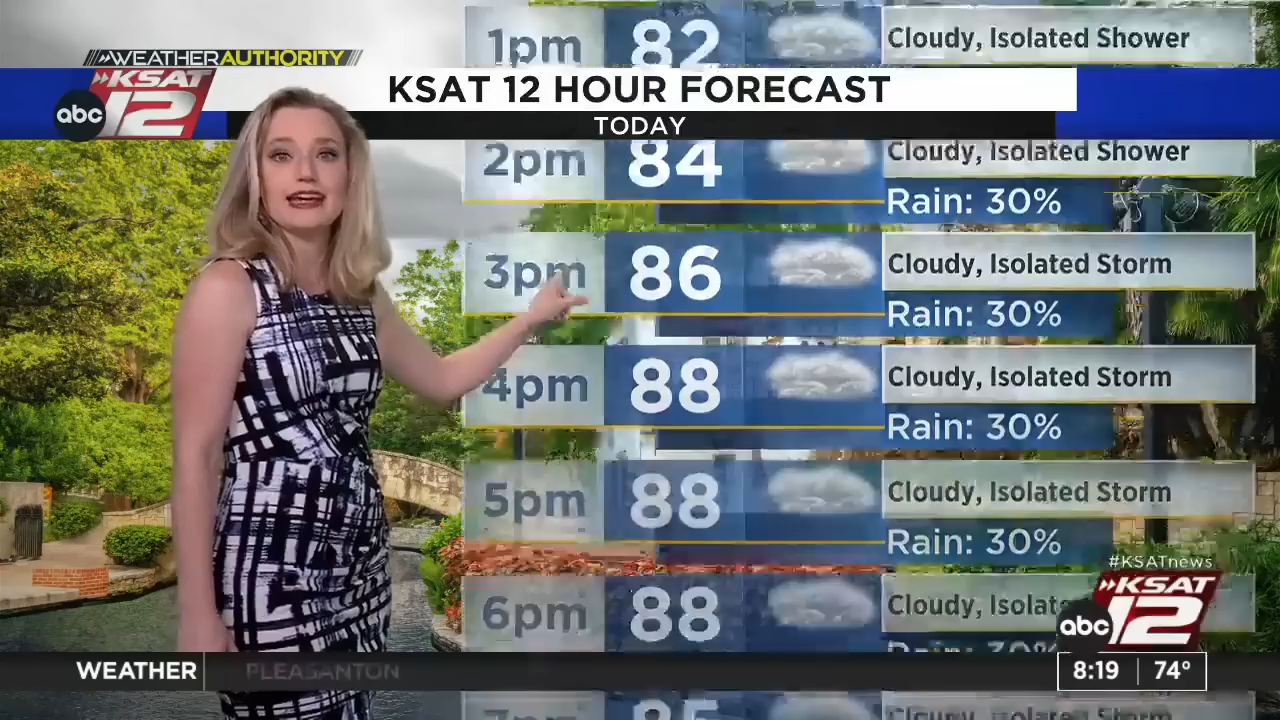 1pm 82 Cloudy, Isolated Shower
WEATHERAUTHORITY
KSAT
abc 12
KSAT 12 HOUR FORECAST
TODAY
2pm 84 Cloudy, Isolated Shower
Rain: 30%
3pm 86 Cloudy, Isolated Storm
Rain: 30%
4pm 88 Cloudy, Isolated Storm
Rain: 30%
5pm 88 Cloudy, Isolated Storm
Rain: 30%
#KSATnews
KSAT
abc 12
6pm 88 Cloudy,
WEATHER PLEASANTON
8:19 74°